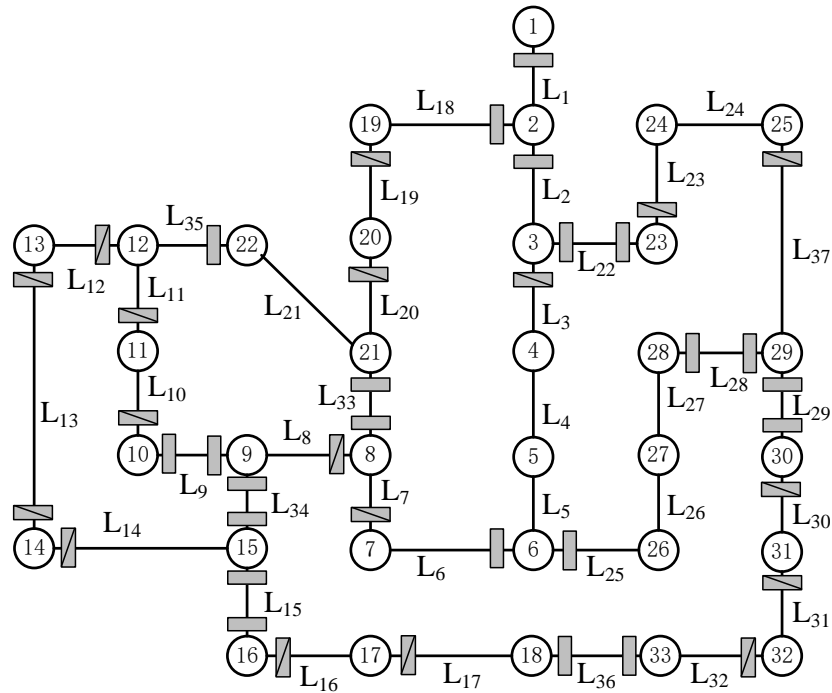 1
L1
L18 L24
19 2 24 25
L2 L23
L19
L35
13 12 22 20 3 23
L12 L11 L22 L37
L21 L20 L3
11 21 4 28 29
L33 L28
L10 L27 L29
L13 L8
10 9 8 5 27 30
L9 L7
L34 L5 L26 L30
L14
14 15 7 6 26 31
L6 L25
L15 L31
L4
16 17 18 33 32
L16 L17 L36 L32